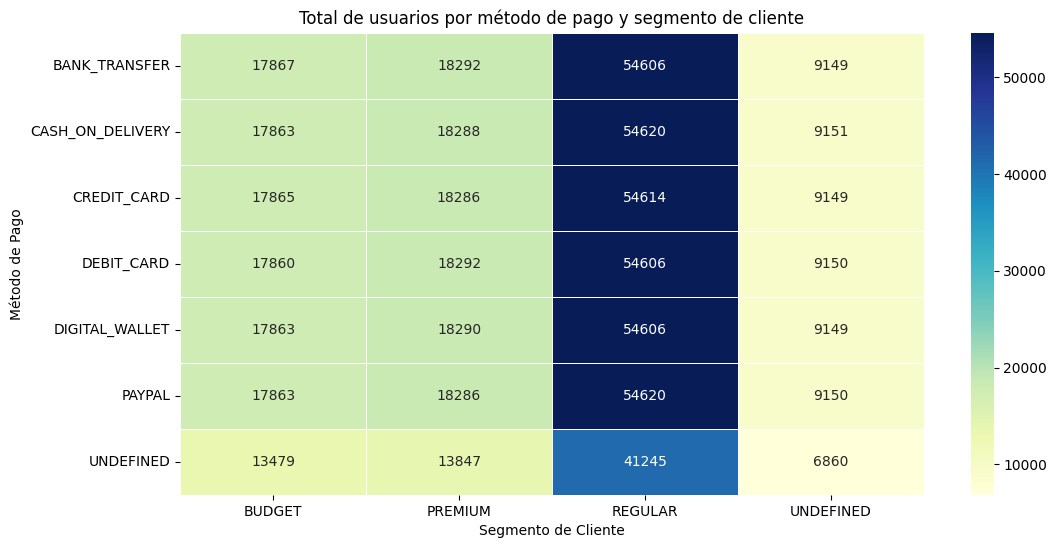 Total de usuarios por método de pago y segmento de cliente
Método de Pago
BANK_TRANSFER 17867 18292 54606 9149
CASH_ON_DELIVERY 17863 18288 54620 9151
CREDIT_CARD 17865 18286 54614 9149
DEBIT_CARD 17860 18292 54606 9150
DIGITAL_WALLET 17863 18290 54606 9149
PAYPAL 17863 18286 54620 9150
UNDEFINED 13479 13847 41245 6860
BUDGET PREMIUM REGULAR UNDEFINED
Segmento de Cliente
50000
40000
30000
20000
10000